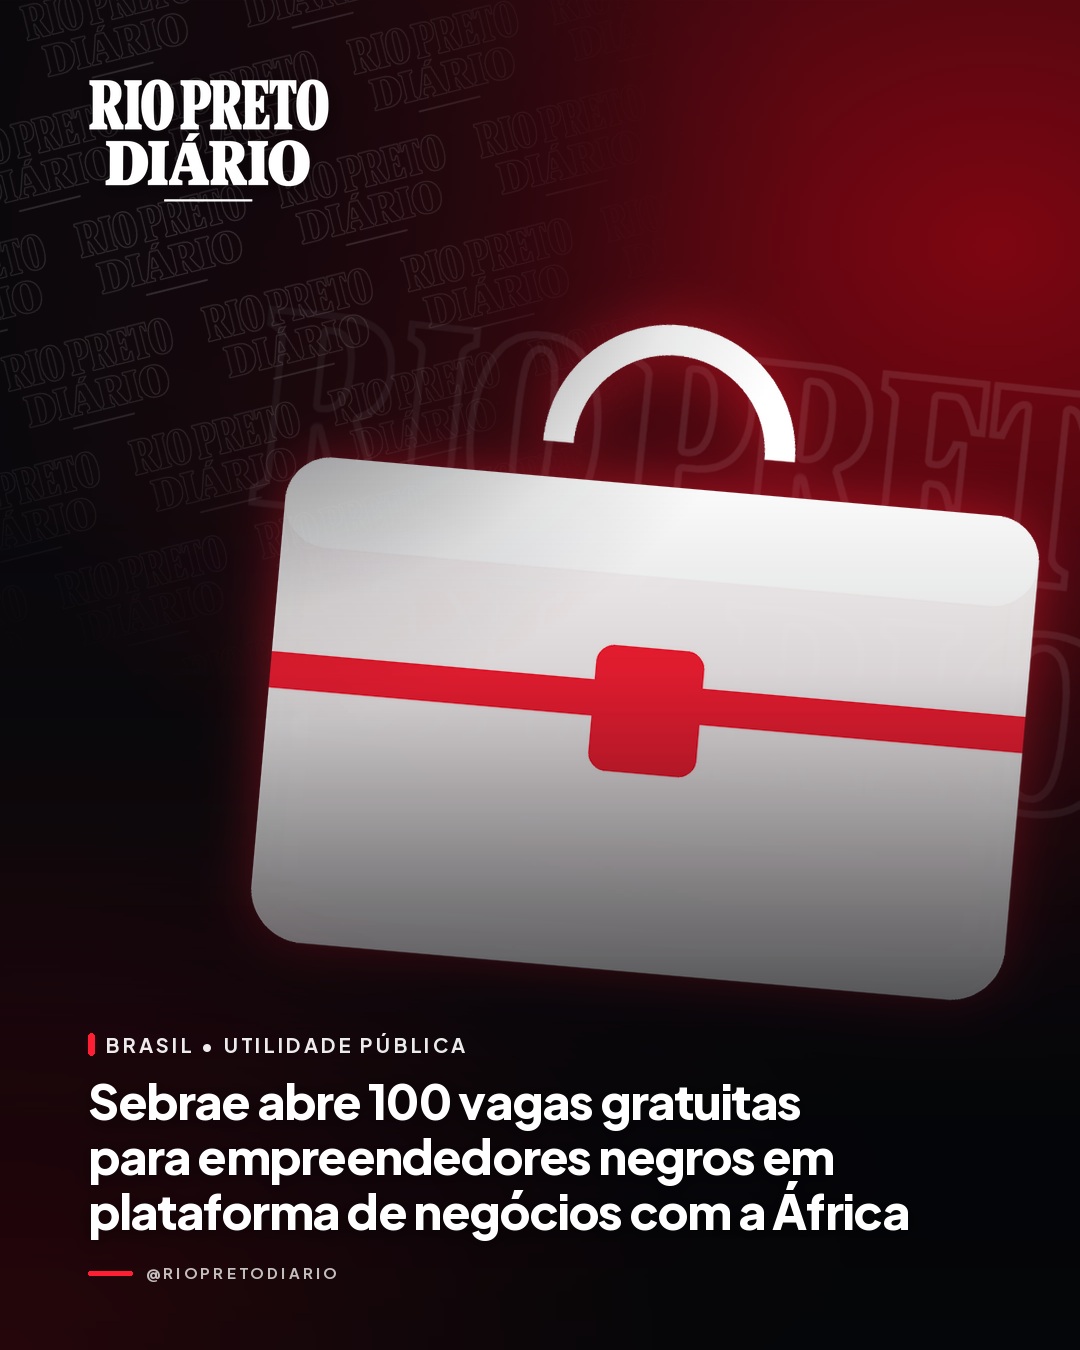 RIO PRETO
DIÁRIO
BRASIL • UTILIDADE PÚBLICA
Sebrae abre 100 vagas gratuitas
para empreendedores negros em
plataforma de negócios com a África
@RIOPRETODIARIO